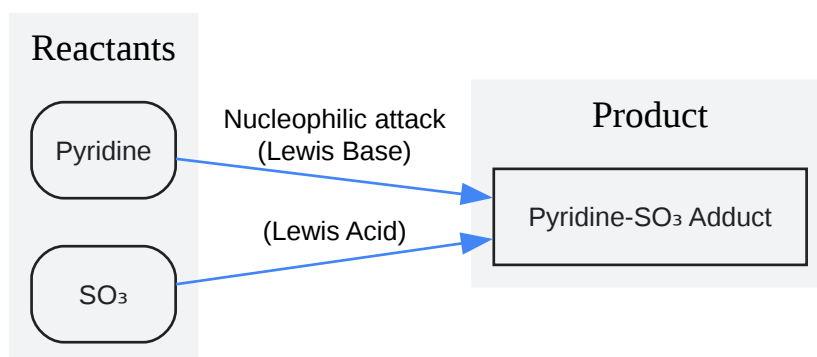 Reactants
Pyridine
SO₃
Nucleophilic attack
(Lewis Base)
(Lewis Acid)
Product
Pyridine-SO₃ Adduct